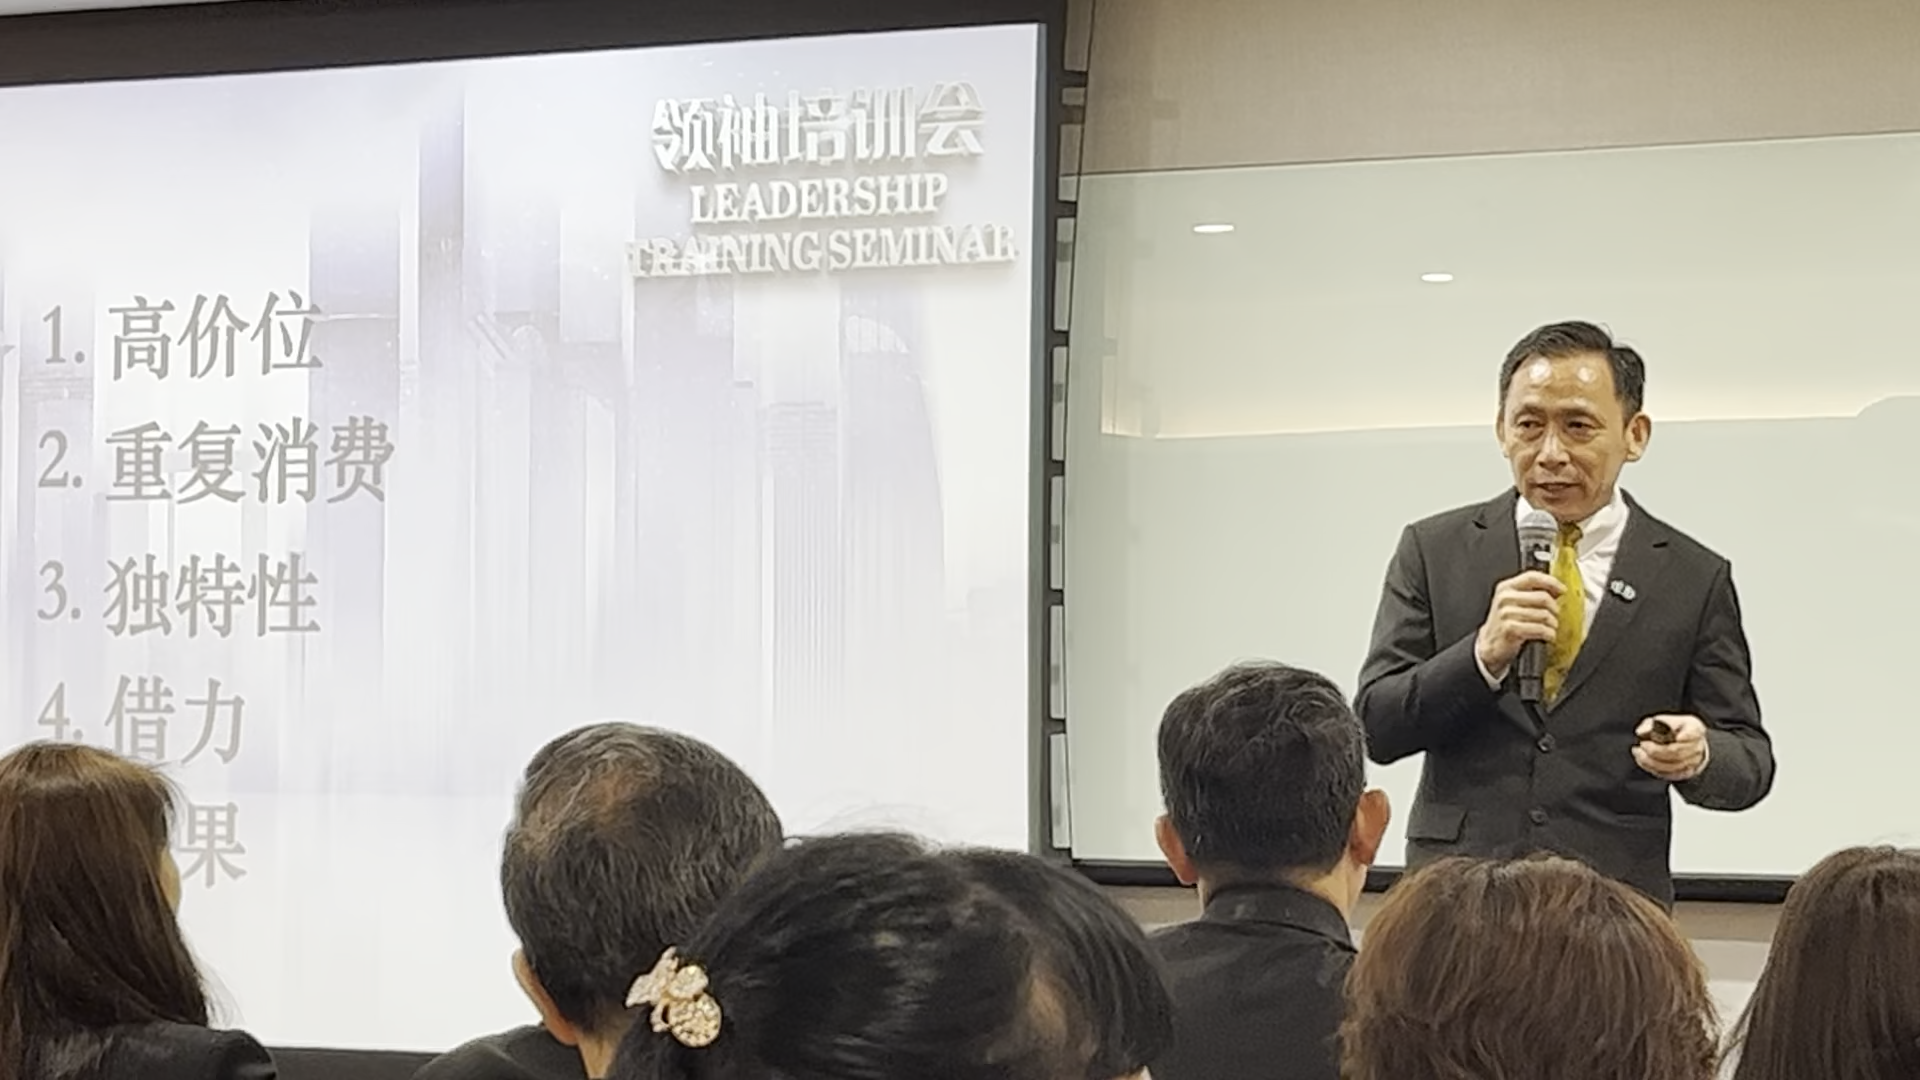 领袖培训会
LEADERSHIP
TRAINING SEMINAR
1. 高价位
2. 重复消费
3. 独特性
4. 借力
果